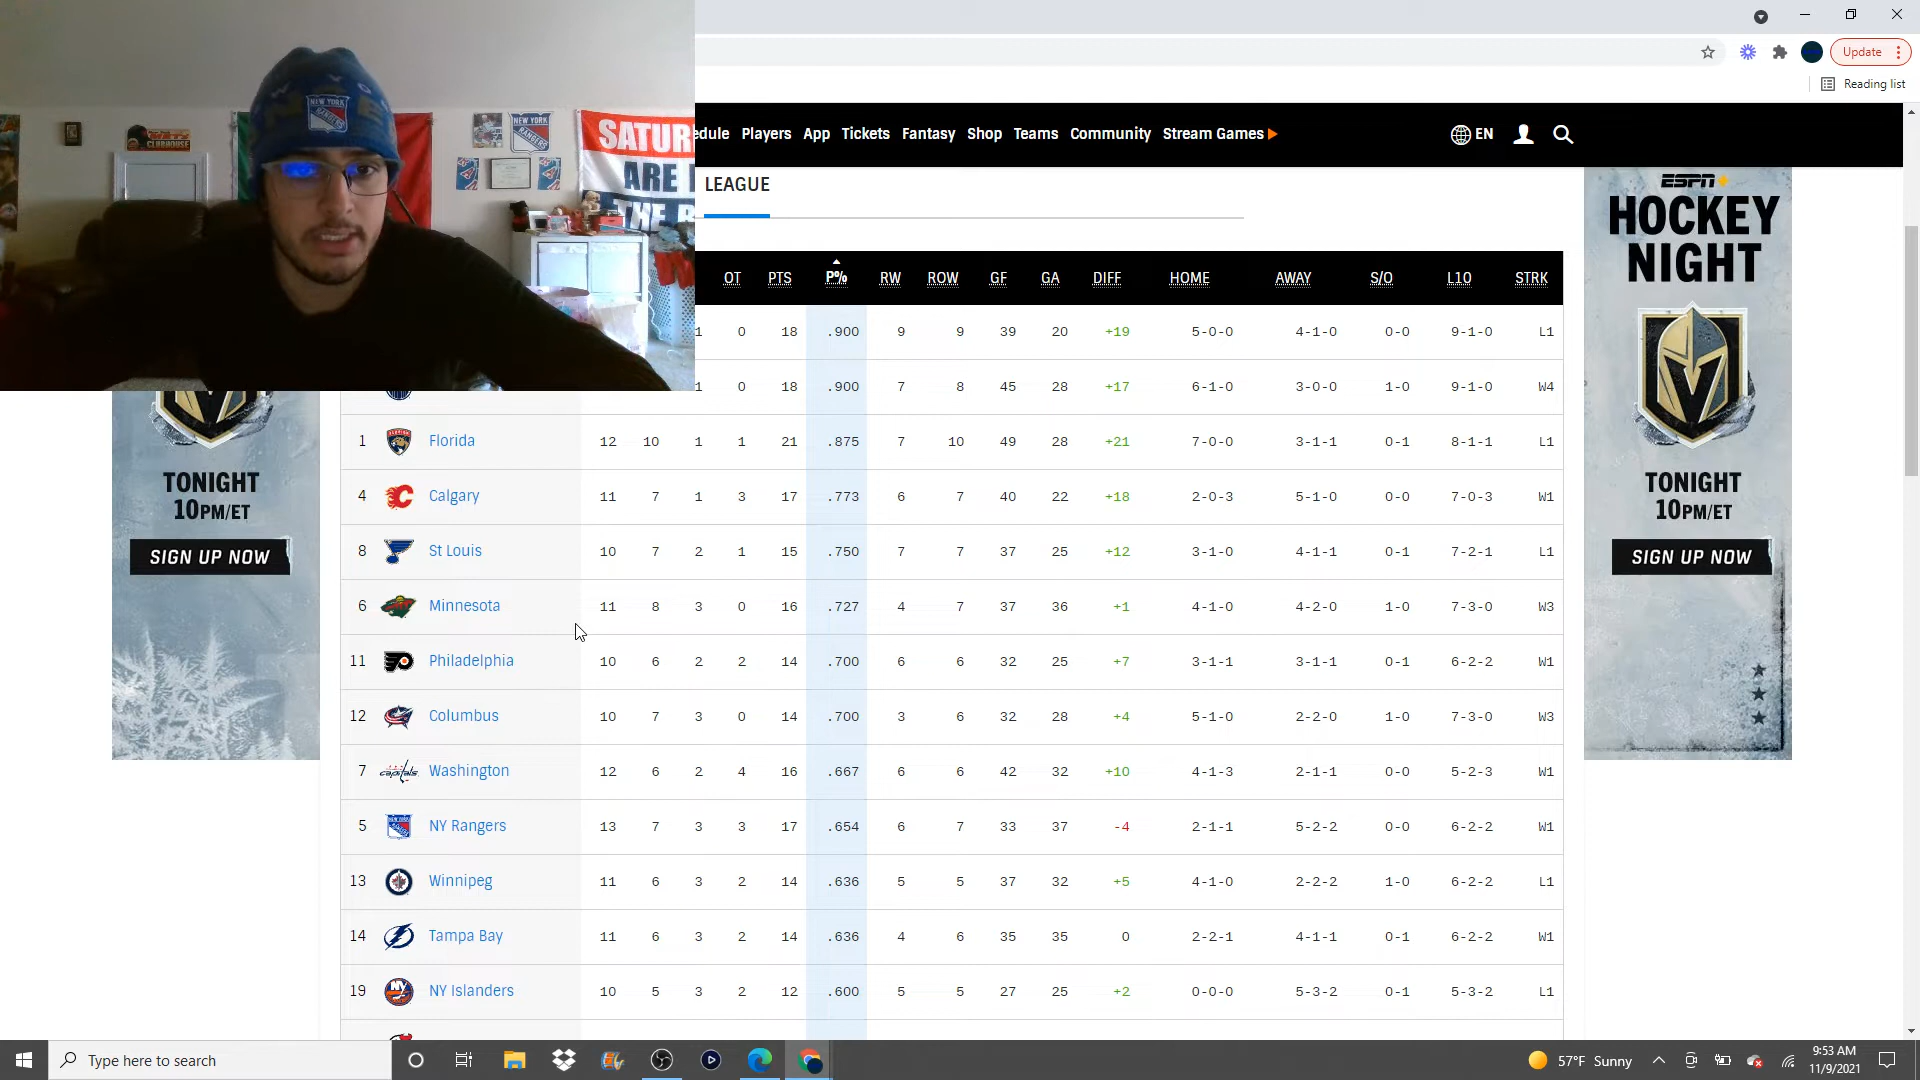 NEW YORK
RANGERS
NEW YORK
RANGERS
CLUBHOUSE
SATUR
ARE
THE
Update
Reading list
edule Players App Tickets Fantasy Shop Teams Community Stream Games EN
LEAGUE
OT PTS P% RW ROW GF GA DIFF HOME AWAY S/O L10 STRK
1 0 18 .900 9 9 39 20 +19 5-0-0 4-1-0 0-0 9-1-0 L1
1 0 18 .900 7 8 45 28 +17 6-1-0 3-0-0 1-0 9-1-0 W4
1 Florida 12 10 1 1 21 .875 7 10 49 28 +21 7-0-0 3-1-1 0-1 8-1-1 L1
4 Calgary 11 7 1 3 17 .773 6 7 40 22 +18 2-0-3 5-1-0 0-0 7-0-3 W1
8 St Louis 10 7 2 1 15 .750 7 7 37 25 +12 3-1-0 4-1-1 0-1 7-2-1 L1
6 Minnesota 11 8 3 0 16 .727 4 7 37 36 +1 4-1-0 4-2-0 1-0 7-3-0 W3
11 Philadelphia 10 6 2 2 14 .700 6 6 32 25 +7 3-1-1 3-1-1 0-1 6-2-2 W1
12 Columbus 10 7 3 0 14 .700 3 6 32 28 +4 5-1-0 2-2-0 1-0 7-3-0 W3
7 capitals Washington 12 6 2 4 16 .667 6 6 42 32 +10 4-1-3 2-1-1 0-0 5-2-3 W1
5 NY Rangers 13 7 3 3 17 .654 6 7 33 37 -4 2-1-1 5-2-2 0-0 6-2-2 W1
13 Winnipeg 11 6 3 2 14 .636 5 5 37 32 +5 4-1-0 2-2-2 1-0 6-2-2 L1
14 Tampa Bay 11 6 3 2 14 .636 4 6 35 35 0 2-2-1 4-1-1 0-1 6-2-2 W1
19 NY Islanders 10 5 3 2 12 .600 5 5 27 25 +2 0-0-0 5-3-2 0-1 5-3-2 L1
TONIGHT
10PM/ET
SIGN UP NOW
ESPN+
HOCKEY
NIGHT
TONIGHT
10PM/ET
SIGN UP NOW
Type here to search
57°F Sunny
9:53 AM
11/9/2021